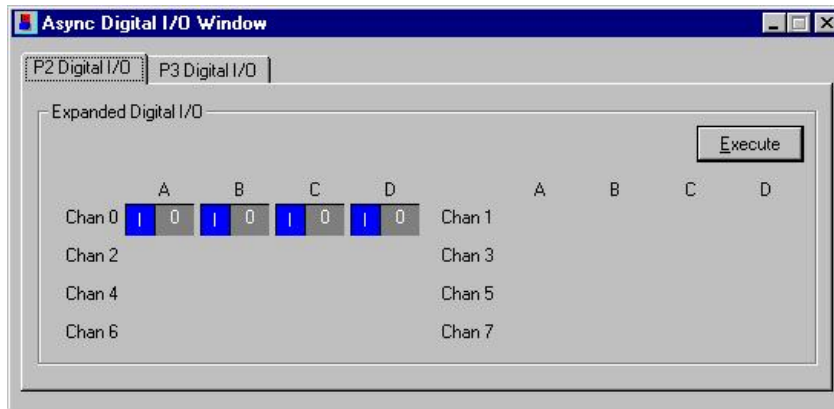 Async Digital I/O Window
P2 Digital I/O P3 Digital I/O
Expanded Digital I/O
Execute
A B C D A B C D
Chan 0 I 0 I 0 I 0 I 0 Chan 1
Chan 2 Chan 3
Chan 4 Chan 5
Chan 6 Chan 7